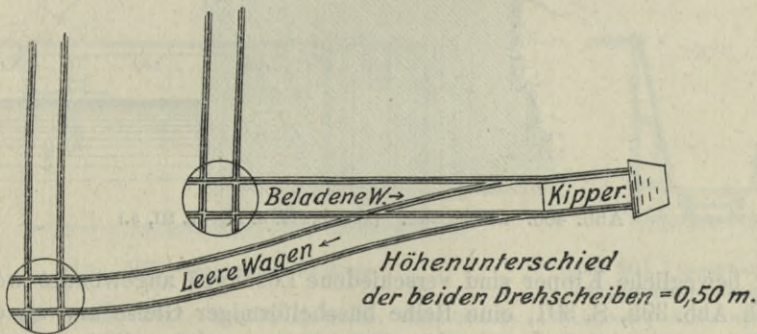 Beladene W. →
Kipper.
Leere Wagen ←
Höhenunterschied
der beiden Drehscheiben = 0,50 m.